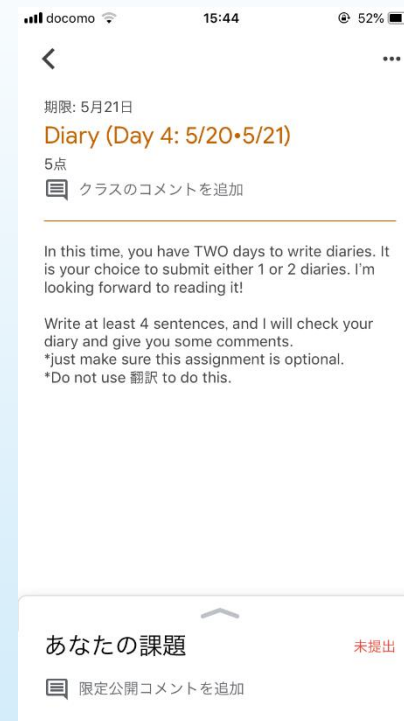 docomo 15:44 52%
期限: 5月21日
Diary (Day 4: 5/20•5/21)
5点
クラスのコメントを追加
In this time, you have TWO days to write diaries. It
is your choice to submit either 1 or 2 diaries. I'm
looking forward to reading it!
Write at least 4 sentences, and I will check your
diary and give you some comments.
*just make sure this assignment is optional.
*Do not use 翻訳 to do this.
あなたの課題 未提出
限定公開コメントを追加